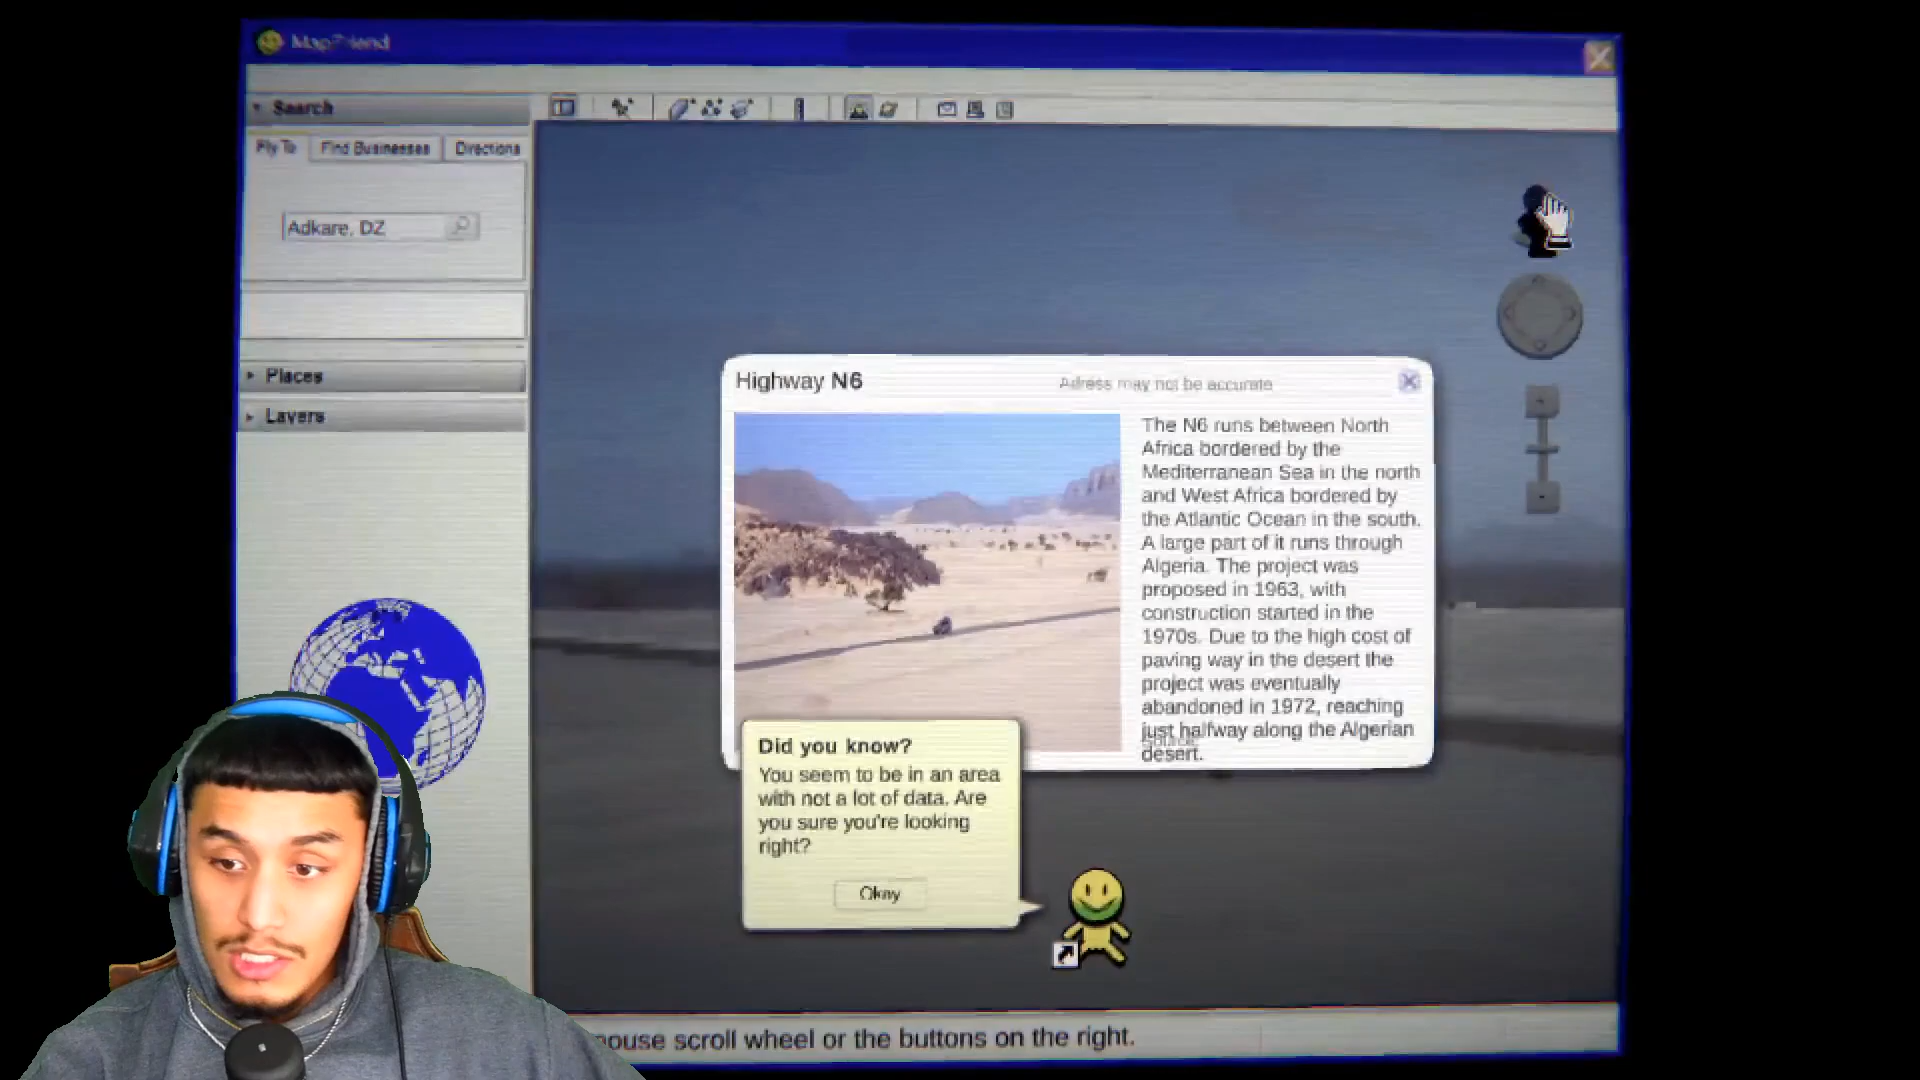 MapFriend
Search
Fly To
Find Businesses
Directions
Adkare, DZ
Places
Layers
Highway N6
Adress may not be accurate
The N6 runs between North
Africa bordered by the
Mediterranean Sea in the north
and West Africa bordered by
the Atlantic Ocean in the south.
A large part of it runs through
Algeria. The project was
proposed in 1963, with
construction started in the
1970s. Due to the high cost of
paving way in the desert the
project was eventually
abandoned in 1972, reaching
just halfway along the Algerian
desert.
Did you know?
You seem to be in an area
with not a lot of data. Are
you sure you're looking
right?
Okay
scroll wheel or the buttons on the right.